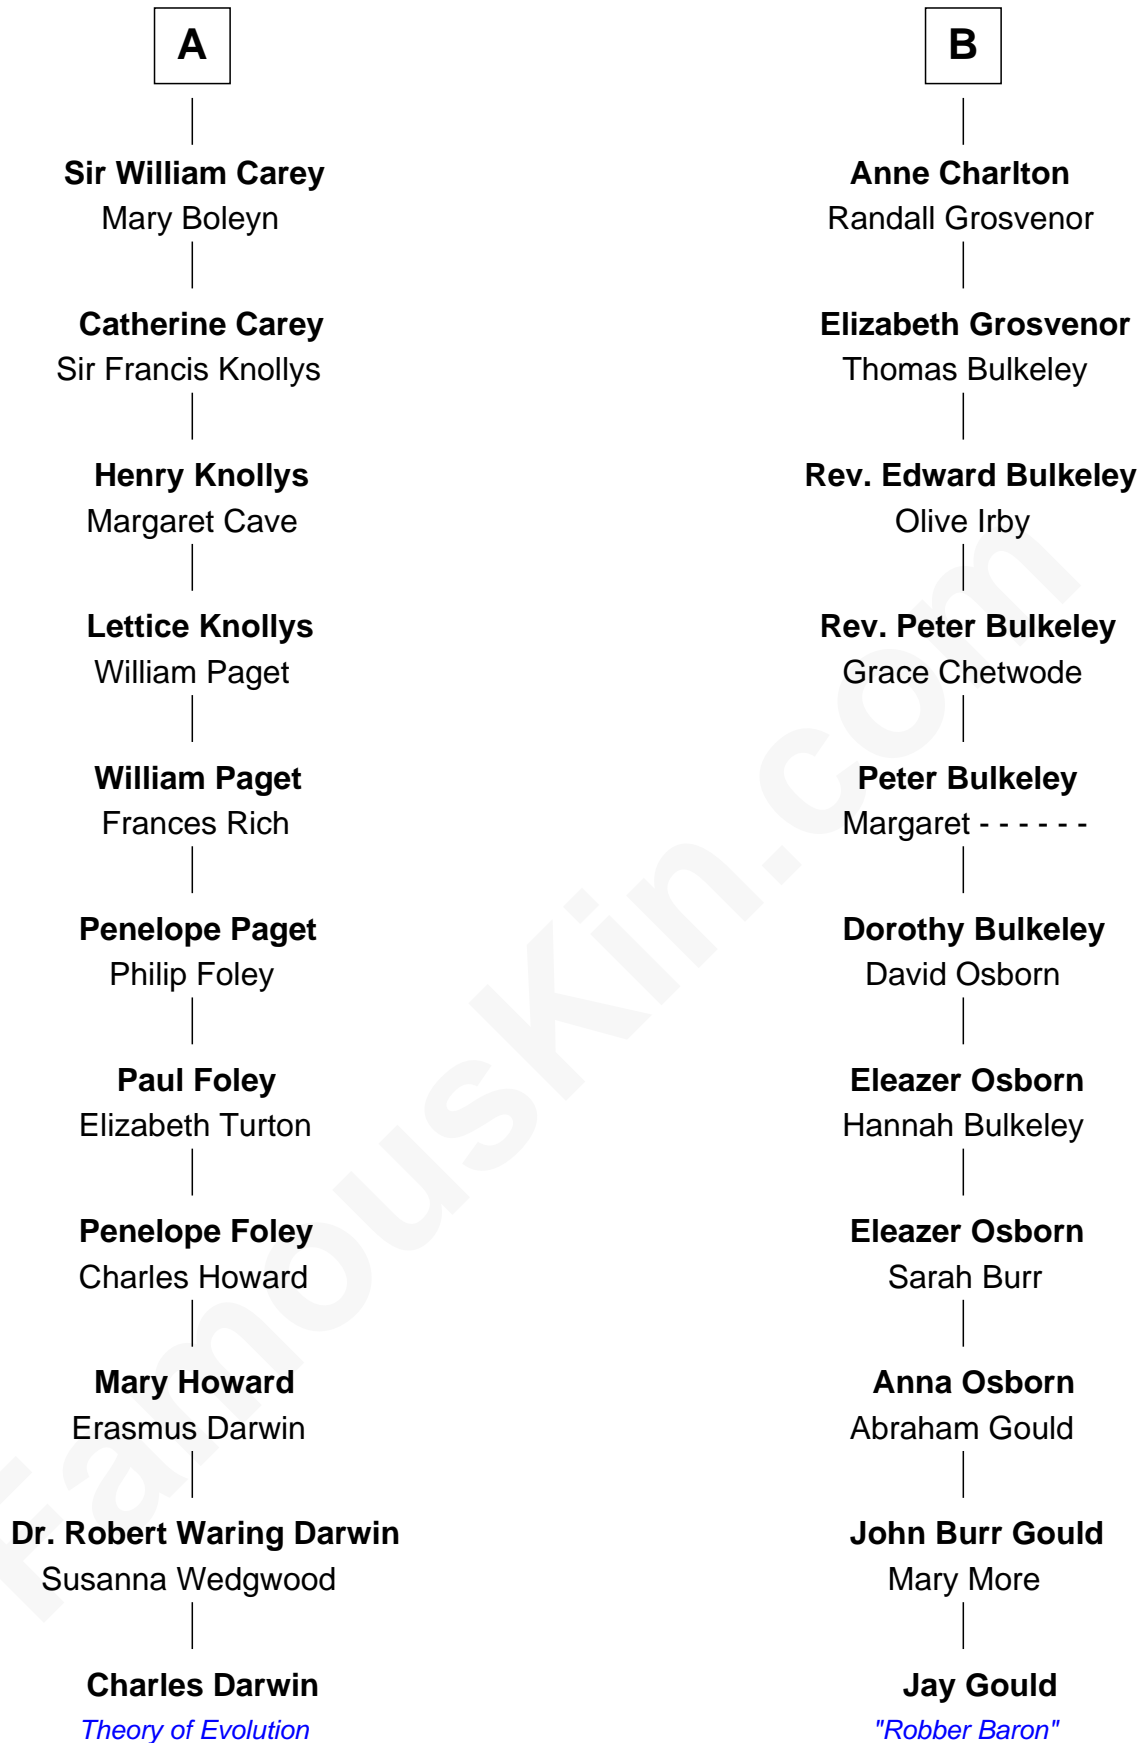 A
Sir William Carey
Mary Boleyn
Catherine Carey
Sir Francis Knollys
Henry Knollys
Margaret Cave
Lettice Knollys
William Paget
William Paget
Frances Rich
Penelope Paget
Philip Foley
Paul Foley
Elizabeth Turton
Penelope Foley
Charles Howard
Mary Howard
Erasmus Darwin
Dr. Robert Waring Darwin
Susanna Wedgwood
Charles Darwin
Theory of Evolution
B
Anne Charlton
Randall Grosvenor
Elizabeth Grosvenor
Thomas Bulkeley
Rev. Edward Bulkeley
Olive Irby
Rev. Peter Bulkeley
Grace Chetwode
Peter Bulkeley
Margaret - - - - - -
Dorothy Bulkeley
David Osborn
Eleazer Osborn
Hannah Bulkeley
Eleazer Osborn
Sarah Burr
Anna Osborn
Abraham Gould
John Burr Gould
Mary More
Jay Gould
"Robber Baron"
FamousKin.com